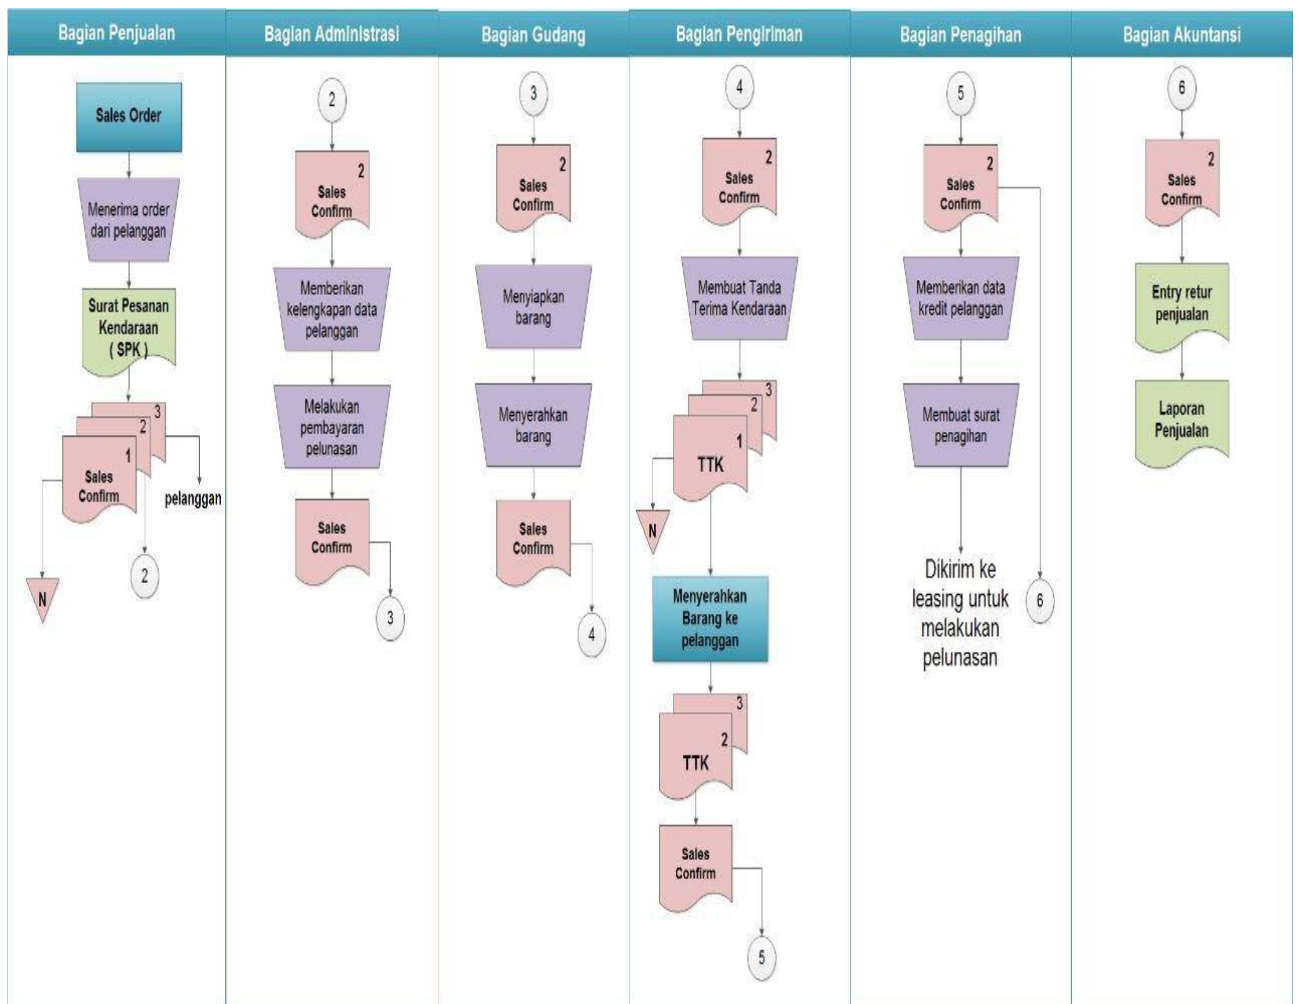 Bagian Penjualan
Sales Order
Menerima order
dari pelanggan
Surat Pesanan
Kendaraan
( SPK )
3
2
1
Sales
Confirm
pelanggan
N
2
Bagian Administrasi
2
2
Sales
Confirm
Memberikan
kelengkapan data
pelanggan
Melakukan
pembayaran
pelunasan
Sales
Confirm
3
Bagian Gudang
3
2
Sales
Confirm
Menyiapkan
barang
Menyerahkan
barang
Sales
Confirm
4
Bagian Pengiriman
4
2
Sales
Confirm
Membuat Tanda
Terima Kendaraan
3
2
1
TTK
N
Menyerahkan
Barang ke
pelanggan
3
2
TTK
Sales
Confirm
5
Bagian Penagihan
5
2
Sales
Confirm
Memberikan data
kredit pelanggan
Membuat surat
penagihan
Dikirim ke
leasing untuk
melakukan
pelunasan
6
Bagian Akuntansi
6
2
Sales
Confirm
Entry retur
penjualan
Laporan
Penjualan